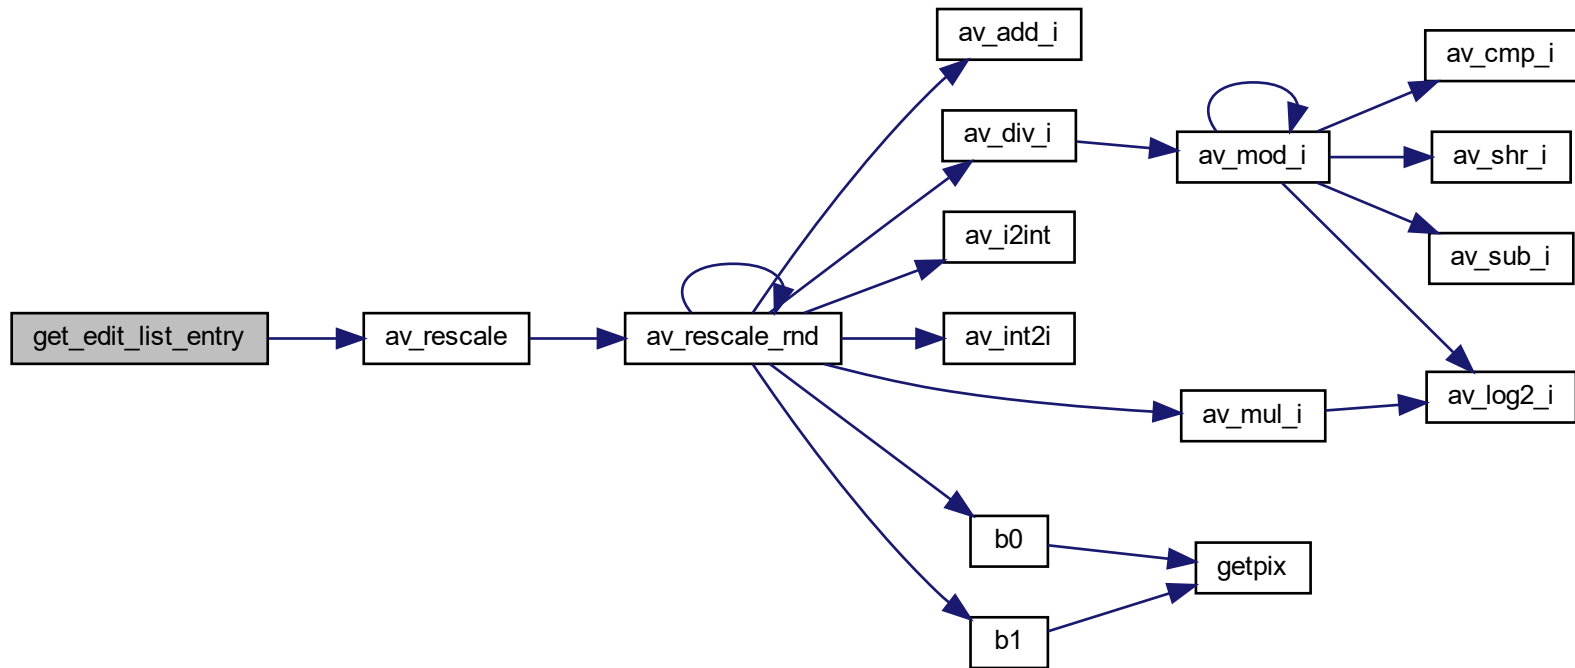 av_add_i
av_cmp_i
av_div_i
av_mod_i
av_shr_i
av_i2int
av_sub_i
get_edit_list_entry
av_rescale
av_rescale_rnd
av_int2i
av_mul_i
av_log2_i
b0
getpix
b1